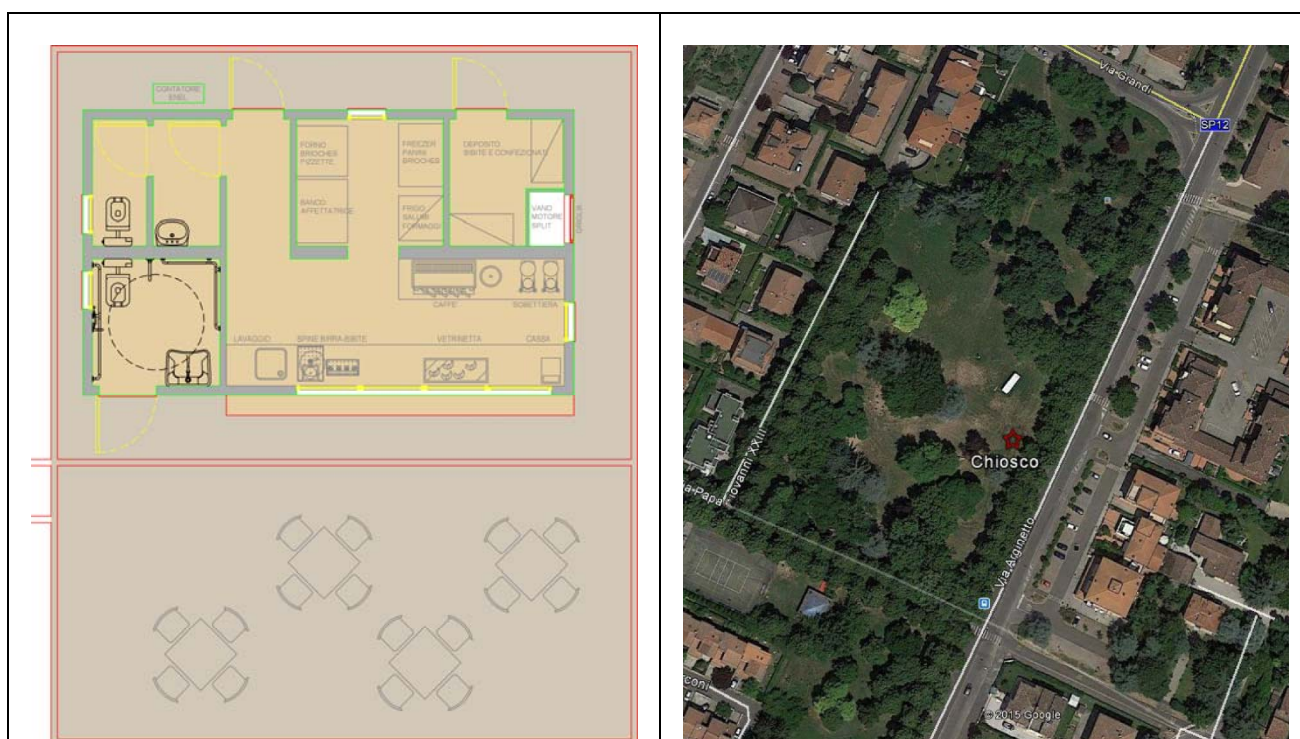 CONTATORE
ENEL
FORNO
BRIOCHES
PIZZETTE
FREEZER
PANINI
BRIOCHES
DEPOSITO
BIBITE E CONFEZIONATI
BANCO
AFFETTATRICE
FRIGO
SALUMI
FORMAGGI
VANO
MOTORE
SPLIT
GRIGLIA
CAFFE'
SORBETTIERA
LAVAGGIO
SPINE BIRRA-BIBITE
VETRINETTA
CASSA
Via Grandi
SP12
Chiosco
Giovanni XXIII
Papa
Via Arginetto
coni
© 2015 Google